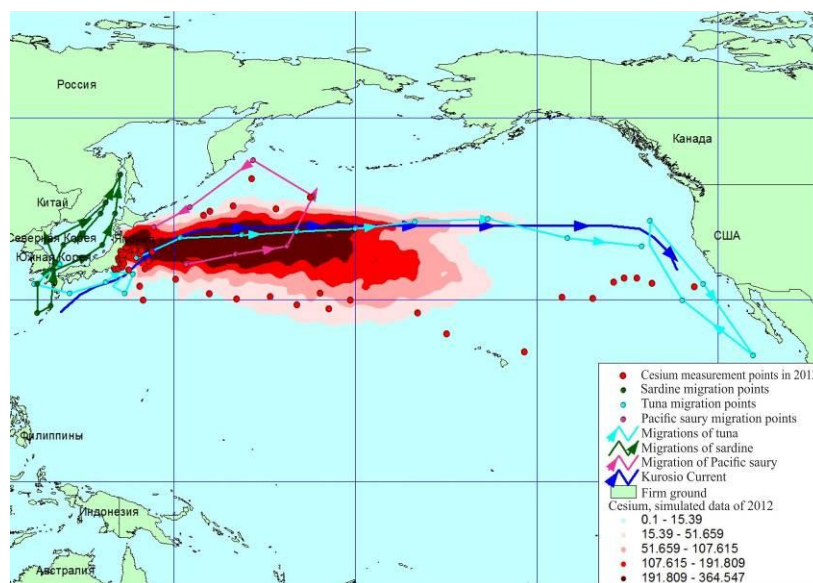 Россия
Канада
Китай
Северная Корея
Южная Корея
США
Филиппины
Индонезия
Австралия
Cesium measurement points in 201
Sardine migration points
Tuna migration points
Pacific saury migration points
Migrations of tuna
Migrations of sardine
Migration of Pacific saury
Kurosio Current
Firm ground
Cesium, simulated data of 2012
0.1 - 15.39
15.39 - 51.659
51.659 - 107.615
107.615 - 191.809
191.809 - 364.547